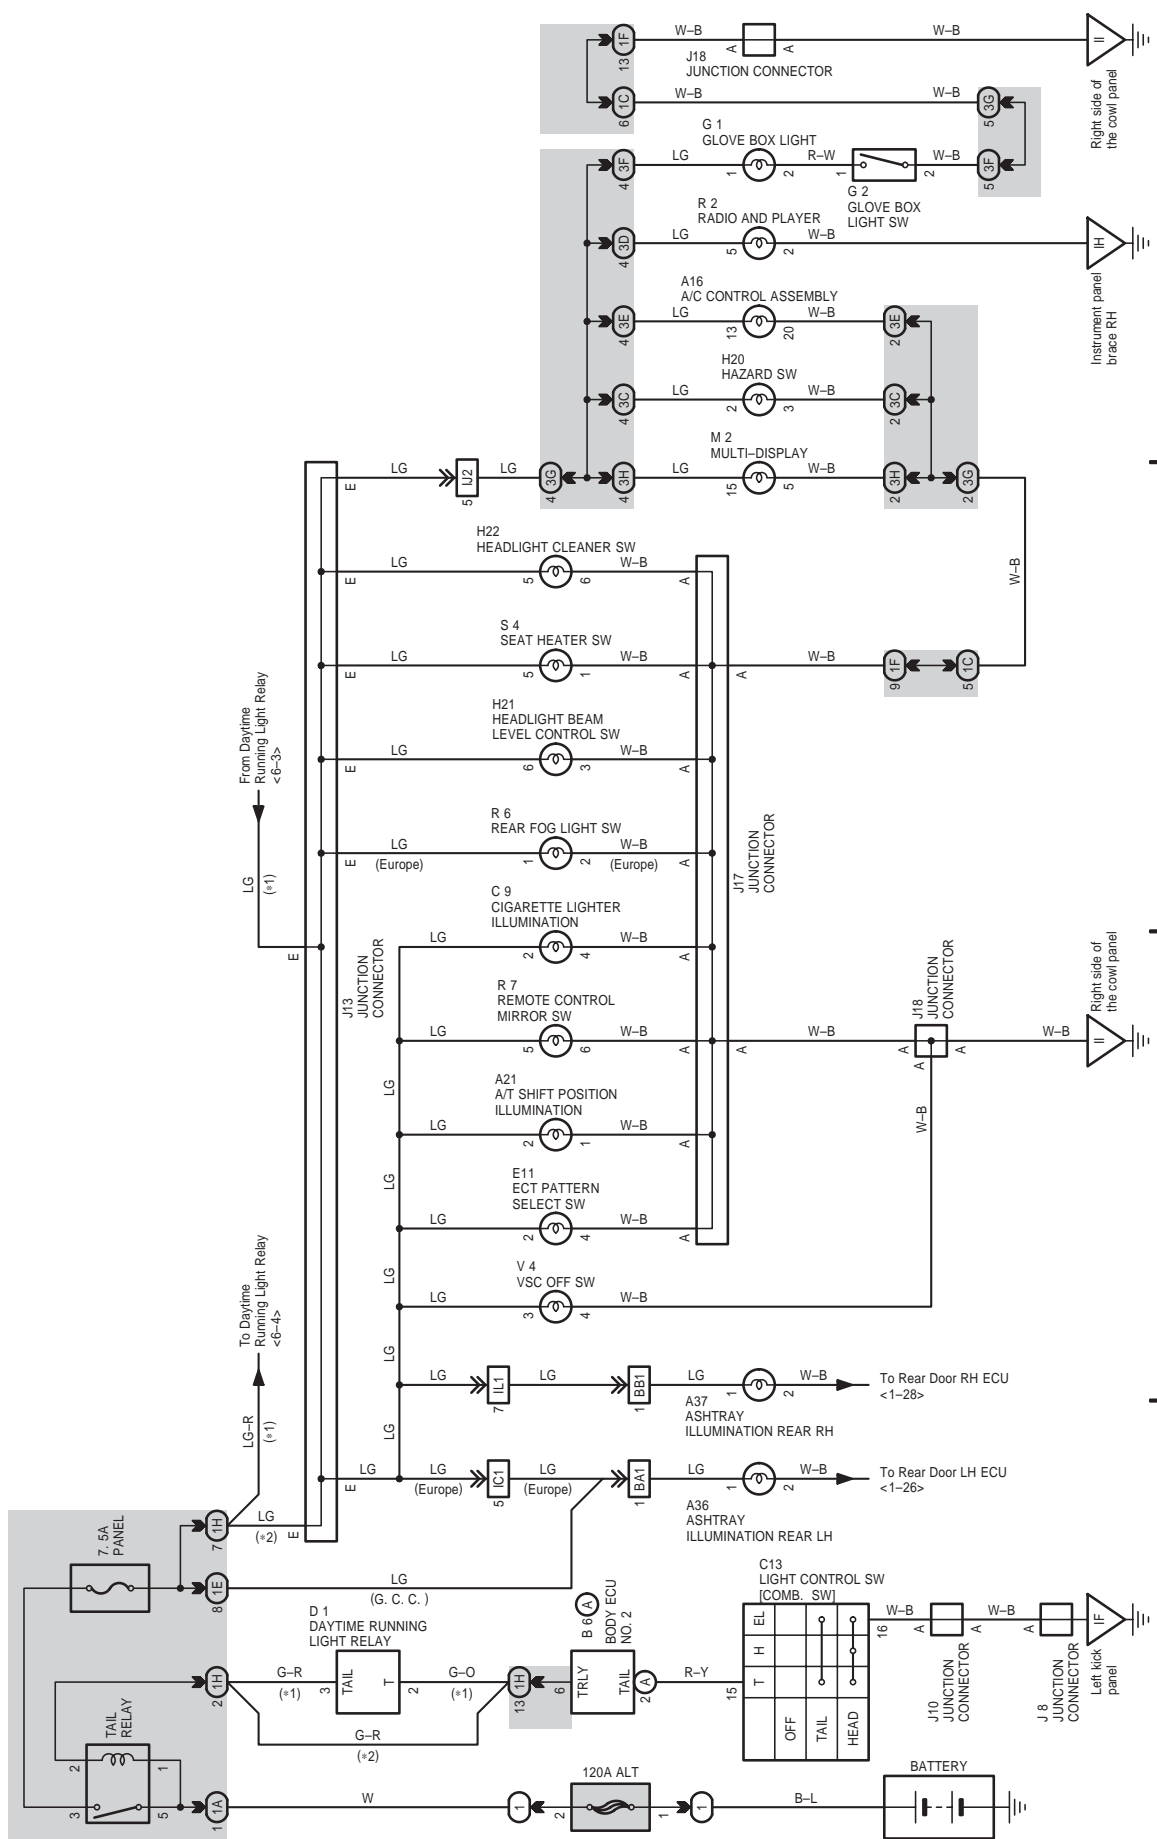 1F
13
W–B
A
A
W–B
J18
JUNCTION CONNECTOR
II
Right side of
the cowl panel
1C
6
W–B
W–B
3G
5
G 1
GLOVE BOX LIGHT
3F
4
LG
1
2
R–W
1
2
W–B
3F
5
G 2
GLOVE BOX
LIGHT SW
R 2
RADIO AND PLAYER
3D
4
LG
5
2
W–B
IH
Instrument panel
brace RH
A16
A/C CONTROL ASSEMBLY
3E
4
LG
13
20
W–B
3E
2
H20
HAZARD SW
3C
4
LG
2
3
W–B
3C
2
M 2
MULTI–DISPLAY
E
LG
IJ2
5
LG
3G
4
3H
4
LG
15
5
W–B
3H
2
3G
2
W–B
H22
HEADLIGHT CLEANER SW
E
LG
5
6
W–B
A
S 4
SEAT HEATER SW
E
LG
5
1
W–B
A
A
W–B
1F
9
1C
5
From Daytime
Running Light Relay
<6–3>
H21
HEADLIGHT BEAM
LEVEL CONTROL SW
E
LG
6
3
W–B
A
R 6
REAR FOG LIGHT SW
E
LG
(Europe)
1
2
W–B
(Europe)
A
J17
JUNCTION
CONNECTOR
LG
(*1)
E
J13
JUNCTION
CONNECTOR
C 9
CIGARETTE LIGHTER
ILLUMINATION
LG
2
4
W–B
A
R 7
REMOTE CONTROL
MIRROR SW
LG
5
6
W–B
A
A
W–B
J18
JUNCTION
CONNECTOR
A
A
A
W–B
II
Right side of
the cowl panel
LG
A21
A/T SHIFT POSITION
ILLUMINATION
LG
2
1
W–B
A
W–B
LG
E11
ECT PATTERN
SELECT SW
LG
2
4
W–B
A
LG
V 4
VSC OFF SW
LG
3
4
W–B
To Daytime
Running Light Relay
<6–4>
LG
LG
IL1
7
LG
BB1
1
LG
1
2
W–B
To Rear Door RH ECU
<1–28>
A37
ASHTRAY
ILLUMINATION REAR RH
LG–R
(*1)
LG
E
LG
LG
(Europe)
IC1
5
LG
(Europe)
BA1
1
LG
1
2
W–B
To Rear Door LH ECU
<1–26>
A36
ASHTRAY
ILLUMINATION REAR LH
7. 5A
PANEL
1H
7
LG
(*2)
E
1E
8
LG
(G. C. C. )
D 1
DAYTIME RUNNING
LIGHT RELAY
B 6
A
BODY ECU
NO. 2
C13
LIGHT CONTROL SW
[COMB. SW]
TAIL
RELAY
2
1
3
5
1H
2
G–R
(*1)
3
TAIL
T
2
G–O
(*1)
G–R
(*2)
1H
13
6
TRLY
TAIL
A
2
R–Y
15
T
H
EL
OFF
TAIL
HEAD
16
W–B
A
J10
JUNCTION
CONNECTOR
W–B
A
J 8
JUNCTION
CONNECTOR
IF
Left kick
panel
1A
1
W
1
2
120A ALT
1
1
B–L
BATTERY